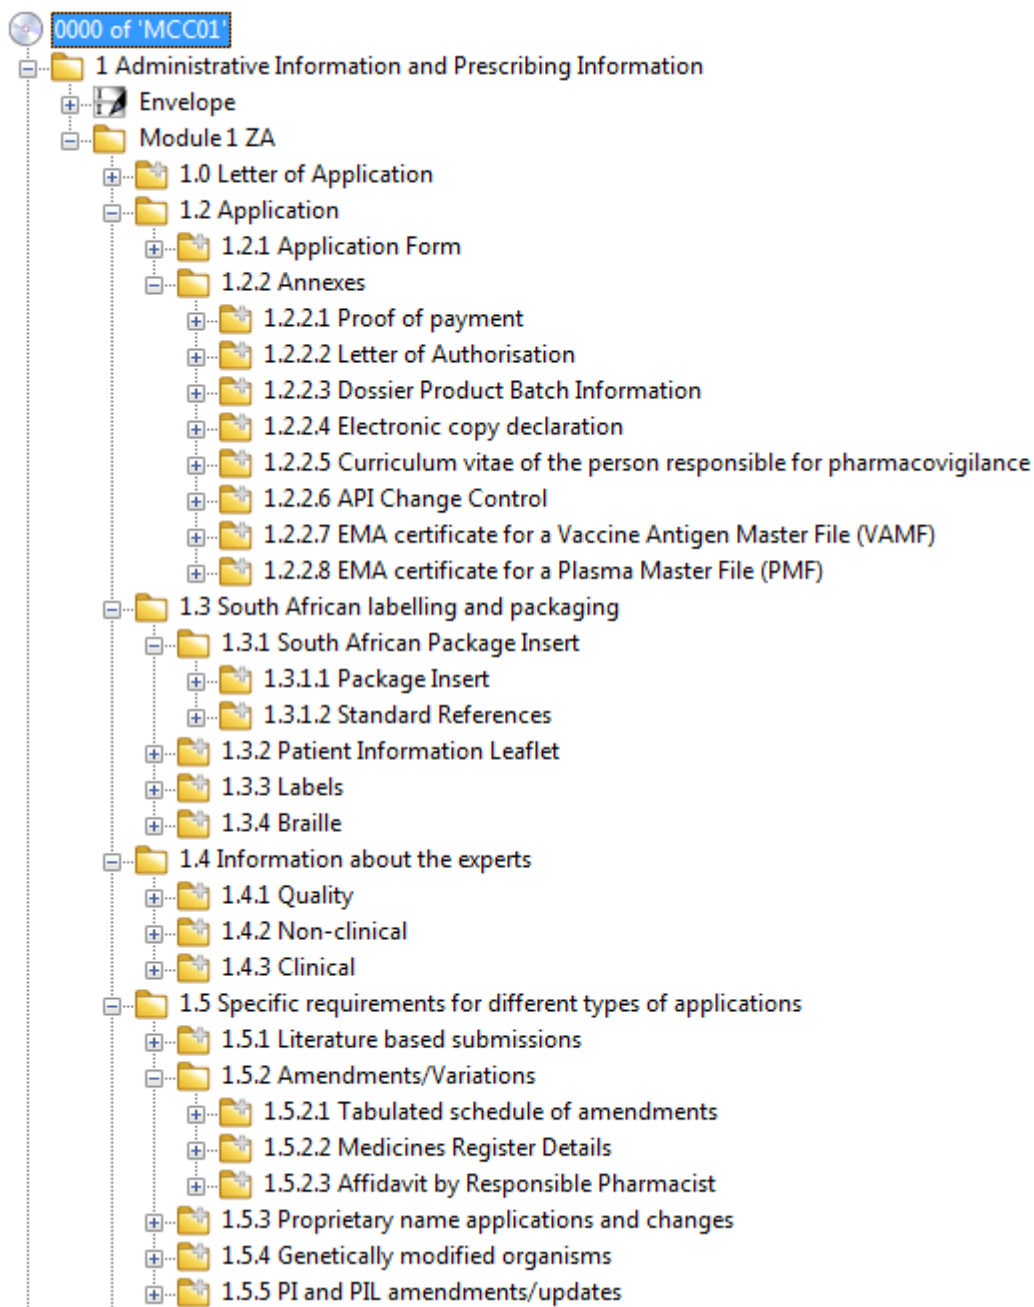 0000 of 'MCC01'
1 Administrative Information and Prescribing Information
Envelope
Module 1 ZA
1.0 Letter of Application
1.2 Application
1.2.1 Application Form
1.2.2 Annexes
1.2.2.1 Proof of payment
1.2.2.2 Letter of Authorisation
1.2.2.3 Dossier Product Batch Information
1.2.2.4 Electronic copy declaration
1.2.2.5 Curriculum vitae of the person responsible for pharmacovigilance
1.2.2.6 API Change Control
1.2.2.7 EMA certificate for a Vaccine Antigen Master File (VAMF)
1.2.2.8 EMA certificate for a Plasma Master File (PMF)
1.3 South African labelling and packaging
1.3.1 South African Package Insert
1.3.1.1 Package Insert
1.3.1.2 Standard References
1.3.2 Patient Information Leaflet
1.3.3 Labels
1.3.4 Braille
1.4 Information about the experts
1.4.1 Quality
1.4.2 Non-clinical
1.4.3 Clinical
1.5 Specific requirements for different types of applications
1.5.1 Literature based submissions
1.5.2 Amendments/Variations
1.5.2.1 Tabulated schedule of amendments
1.5.2.2 Medicines Register Details
1.5.2.3 Affidavit by Responsible Pharmacist
1.5.3 Proprietary name applications and changes
1.5.4 Genetically modified organisms
1.5.5 PI and PIL amendments/updates